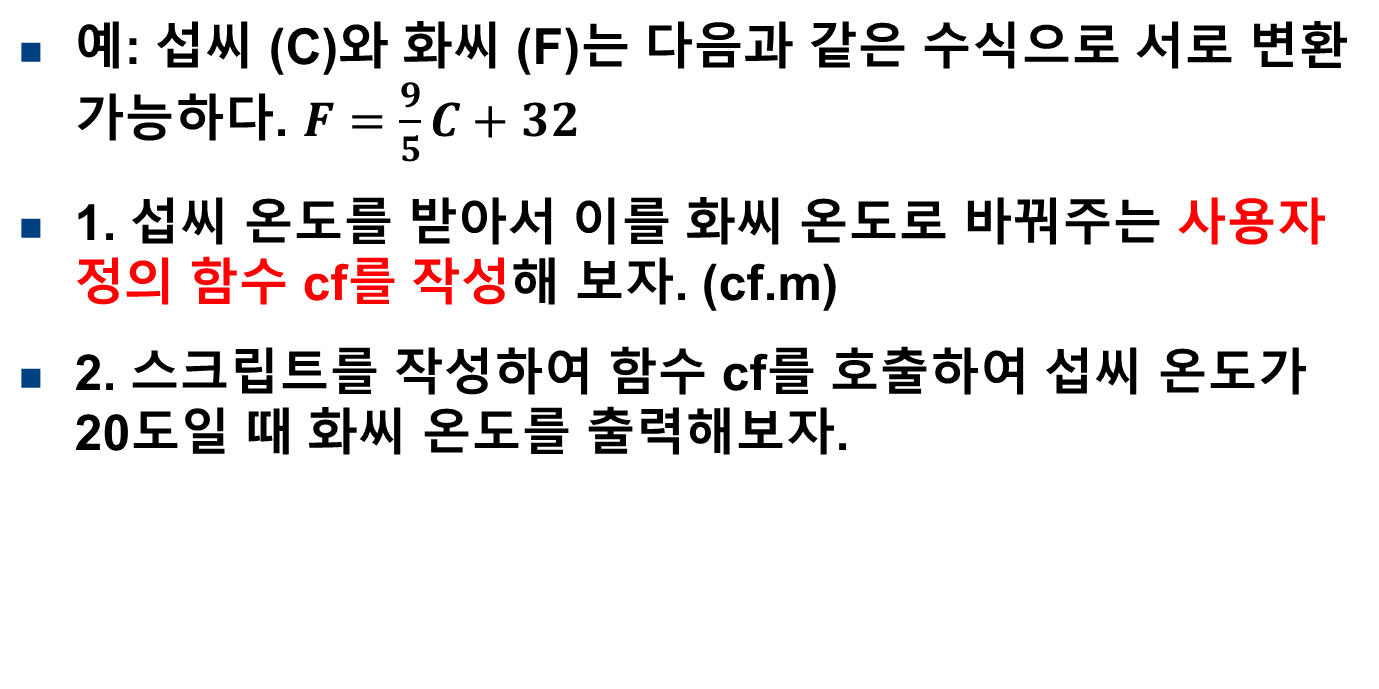 ■ 예: 섭씨 (C)와 화씨 (F)는 다음과 같은 수식으로 서로 변환
가능하다. F = 9/5 C + 32
■ 1. 섭씨 온도를 받아서 이를 화씨 온도로 바꿔주는 사용자
정의 함수 cf를 작성해 보자. (cf.m)
■ 2. 스크립트를 작성하여 함수 cf를 호출하여 섭씨 온도가
20도일 때 화씨 온도를 출력해보자.